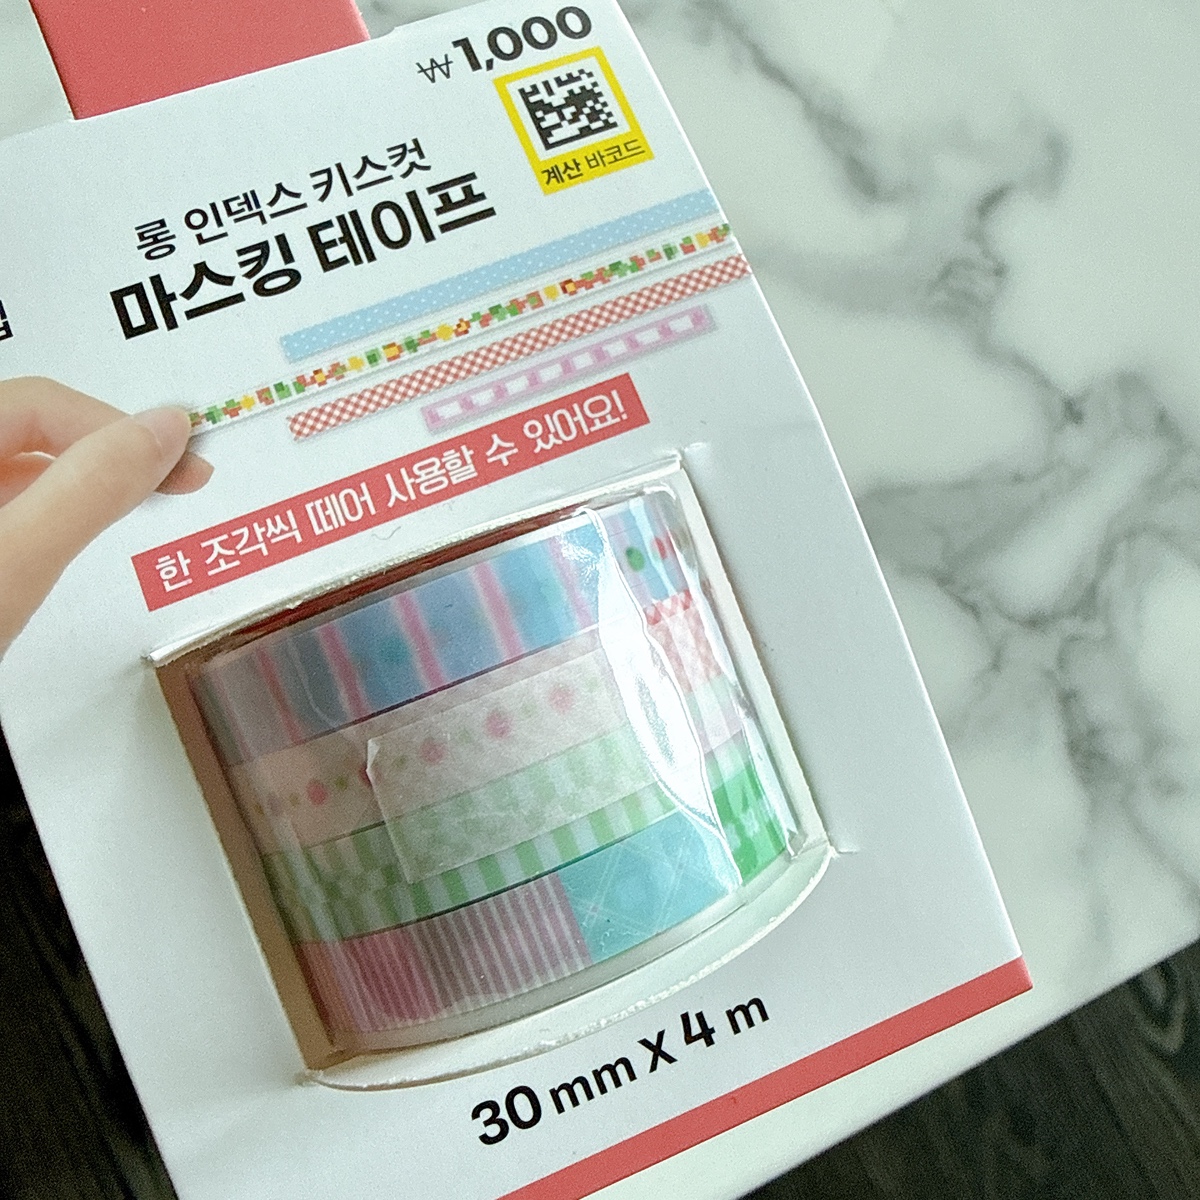 ₩1,000
계산 바코드
롱 인덱스 키스컷
마스킹 테이프
한 조각씩 떼어 사용할 수 있어요!
30 mm X 4 m